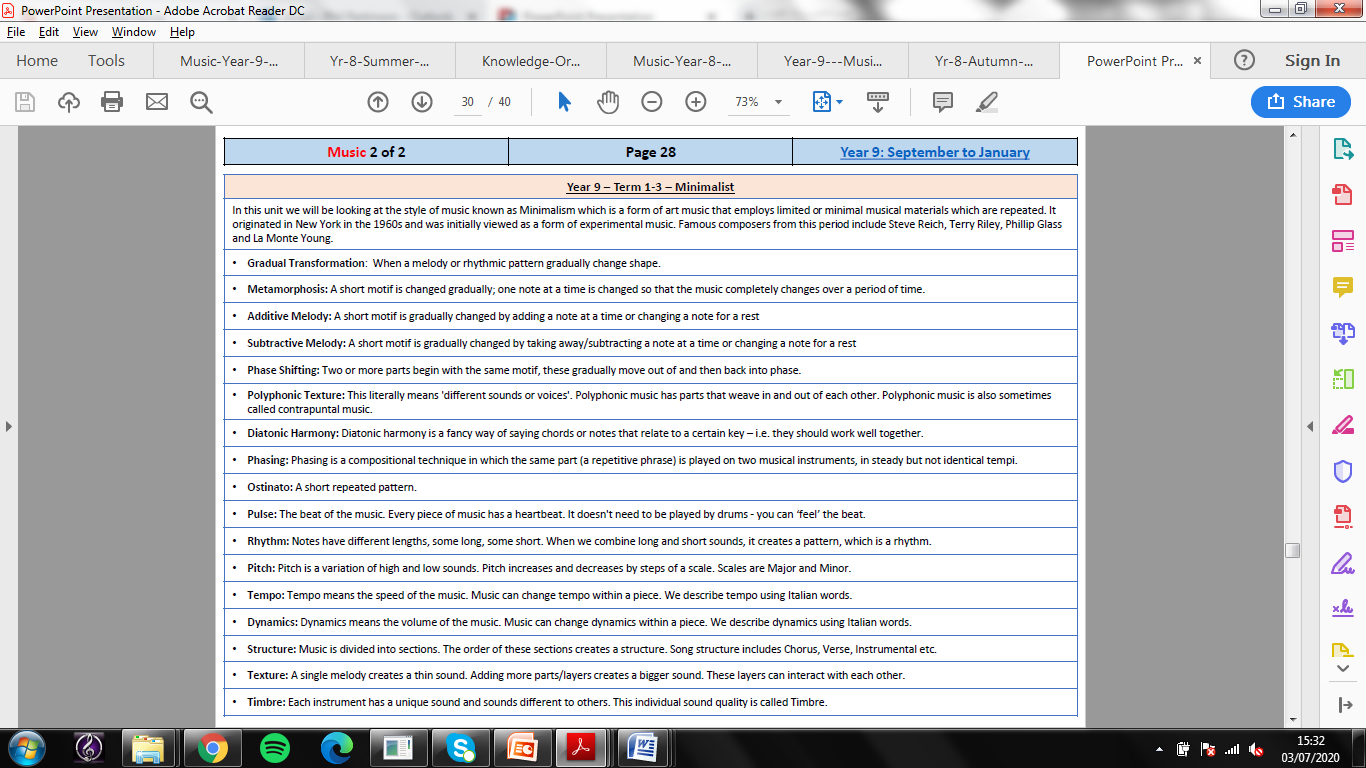 PowerPoint Presentation - Adobe Acrobat Reader DC
File Edit View Window Help
Home Tools Music-Year-9-... Yr-8-Summer-... Knowledge-Or... Music-Year-8-... Year-9---Musi... Yr-8-Autumn-... PowerPoint Pr... × ? Sign In
30 / 40 73% Share
Music 2 of 2 Page 28 Year 9: September to January
Year 9 – Term 1-3 – Minimalist
In this unit we will be looking at the style of music known as Minimalism which is a form of art music that employs limited or minimal musical materials which are repeated. It
originated in New York in the 1960s and was initially viewed as a form of experimental music. Famous composers from this period include Steve Reich, Terry Riley, Phillip Glass
and La Monte Young.
• Gradual Transformation: When a melody or rhythmic pattern gradually change shape.
• Metamorphosis: A short motif is changed gradually; one note at a time is changed so that the music completely changes over a period of time.
• Additive Melody: A short motif is gradually changed by adding a note at a time or changing a note for a rest
• Subtractive Melody: A short motif is gradually changed by taking away/subtracting a note at a time or changing a note for a rest
• Phase Shifting: Two or more parts begin with the same motif, these gradually move out of and then back into phase.
• Polyphonic Texture: This literally means 'different sounds or voices'. Polyphonic music has parts that weave in and out of each other. Polyphonic music is also sometimes
called contrapuntal music.
• Diatonic Harmony: Diatonic harmony is a fancy way of saying chords or notes that relate to a certain key – i.e. they should work well together.
• Phasing: Phasing is a compositional technique in which the same part (a repetitive phrase) is played on two musical instruments, in steady but not identical tempi.
• Ostinato: A short repeated pattern.
• Pulse: The beat of the music. Every piece of music has a heartbeat. It doesn't need to be played by drums - you can ‘feel’ the beat.
• Rhythm: Notes have different lengths, some long, some short. When we combine long and short sounds, it creates a pattern, which is a rhythm.
• Pitch: Pitch is a variation of high and low sounds. Pitch increases and decreases by steps of a scale. Scales are Major and Minor.
• Tempo: Tempo means the speed of the music. Music can change tempo within a piece. We describe tempo using Italian words.
• Dynamics: Dynamics means the volume of the music. Music can change dynamics within a piece. We describe dynamics using Italian words.
• Structure: Music is divided into sections. The order of these sections creates a structure. Song structure includes Chorus, Verse, Instrumental etc.
• Texture: A single melody creates a thin sound. Adding more parts/layers creates a bigger sound. These layers can interact with each other.
• Timbre: Each instrument has a unique sound and sounds different to others. This individual sound quality is called Timbre.
15:32
03/07/2020